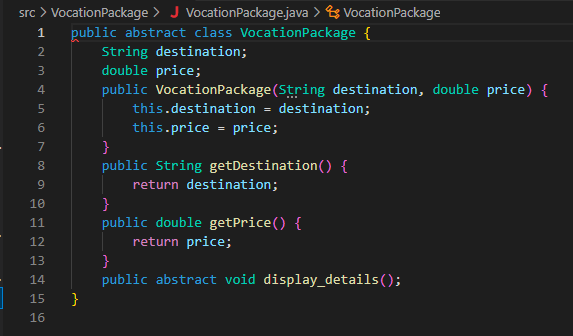 src > VocationPackage > J VocationPackage.java > VocationPackage
1 public abstract class VocationPackage {
2     String destination;
3     double price;
4     public VocationPackage(String destination, double price) {
5         this.destination = destination;
6         this.price = price;
7     }
8     public String getDestination() {
9         return destination;
10     }
11     public double getPrice() {
12         return price;
13     }
14     public abstract void display_details();
15 }
16